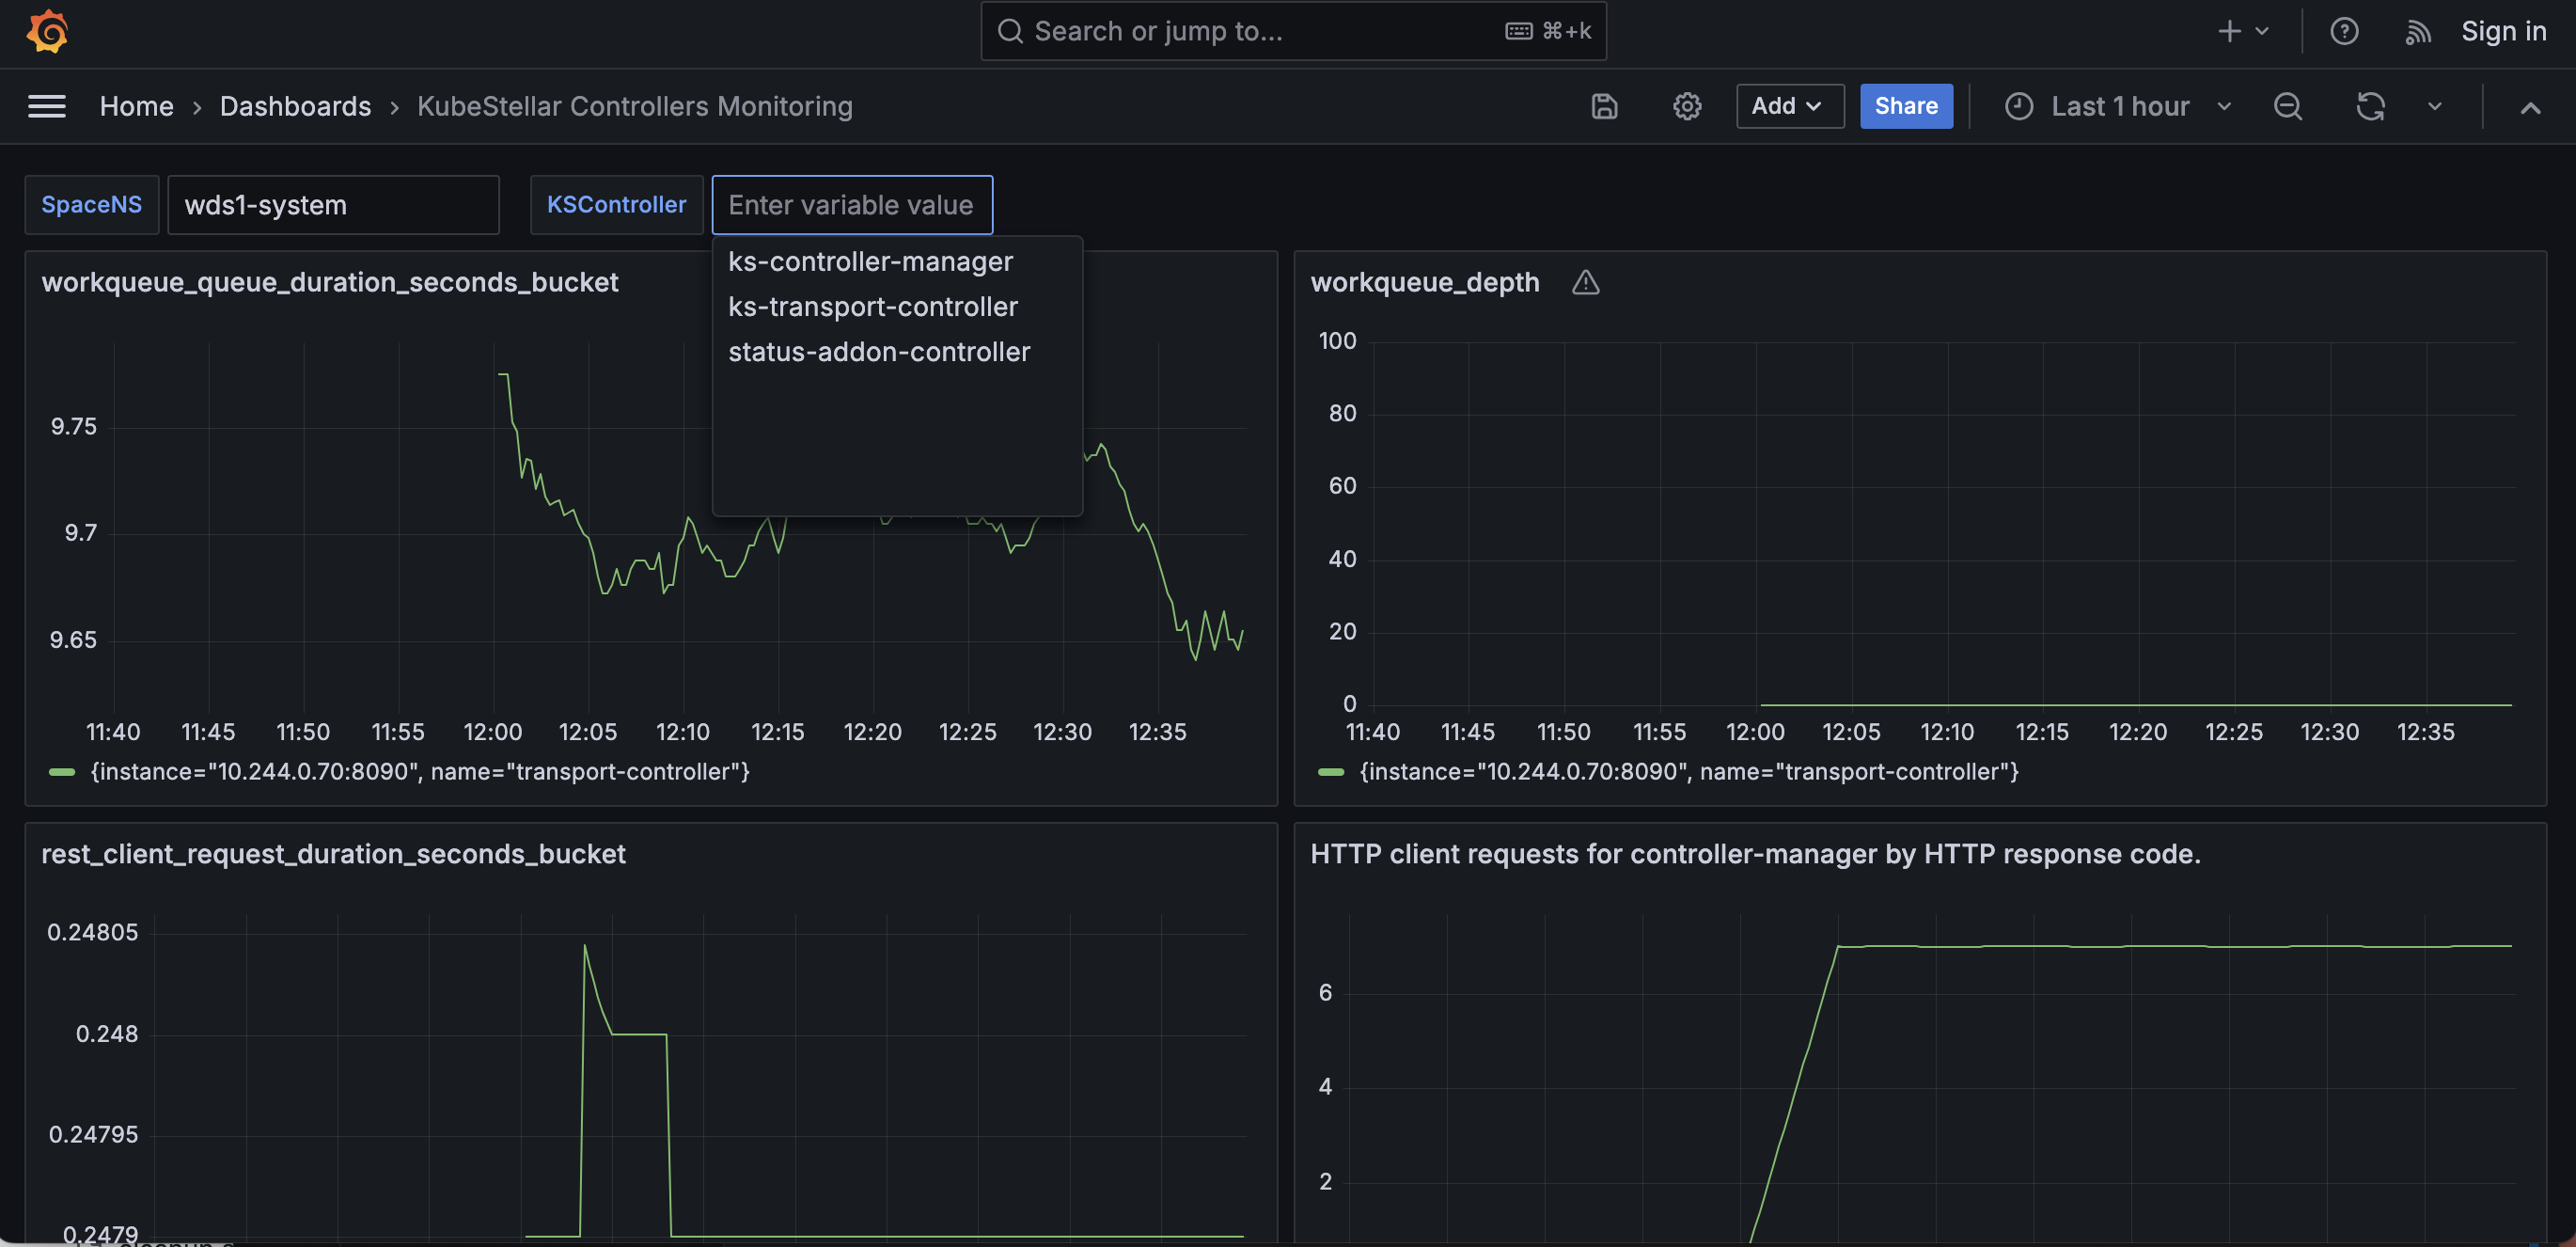 Search or jump to... ⌘+k Sign in
Home › Dashboards › KubeStellar Controllers Monitoring Add Share Last 1 hour
SpaceNS wds1-system KSController Enter variable value
ks-controller-manager
ks-transport-controller
status-addon-controller
workqueue_queue_duration_seconds_bucket
9.75
9.7
9.65
11:40 11:45 11:50 11:55 12:00 12:05 12:10 12:15 12:20 12:25 12:30 12:35
{instance="10.244.0.70:8090", name="transport-controller"}
workqueue_depth
100
80
60
40
20
0
11:40 11:45 11:50 11:55 12:00 12:05 12:10 12:15 12:20 12:25 12:30 12:35
{instance="10.244.0.70:8090", name="transport-controller"}
rest_client_request_duration_seconds_bucket
0.24805
0.248
0.24795
0.2479
HTTP client requests for controller-manager by HTTP response code.
6
4
2